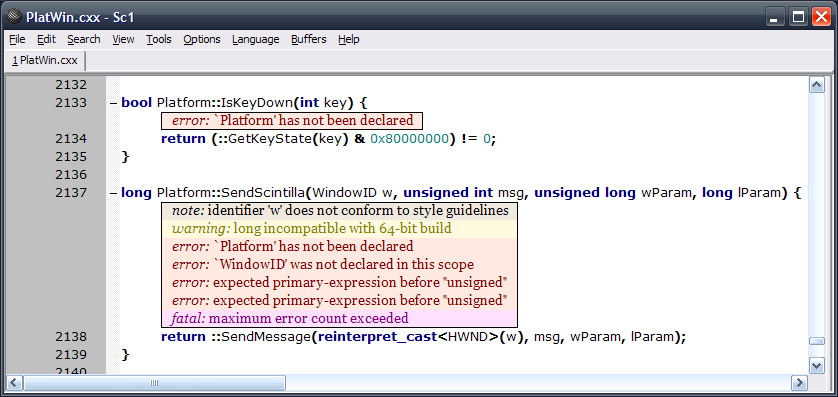 PlatWin.cxx - Sc1
File Edit Search View Tools Options Language Buffers Help
1 PlatWin.cxx
2132
2133 bool Platform::IsKeyDown(int key) {
error: `Platform' has not been declared
2134 return (::GetKeyState(key) & 0x80000000) != 0;
2135 }
2136
2137 long Platform::SendScintilla(WindowID w, unsigned int msg, unsigned long wParam, long lParam) {
note: identifier 'w' does not conform to style guidelines
warning: long incompatible with 64-bit build
error: `Platform' has not been declared
error: `WindowID' was not declared in this scope
error: expected primary-expression before "unsigned"
error: expected primary-expression before "unsigned"
fatal: maximum error count exceeded
2138 return ::SendMessage(reinterpret_cast<HWND>(w), msg, wParam, lParam);
2139 }
2140